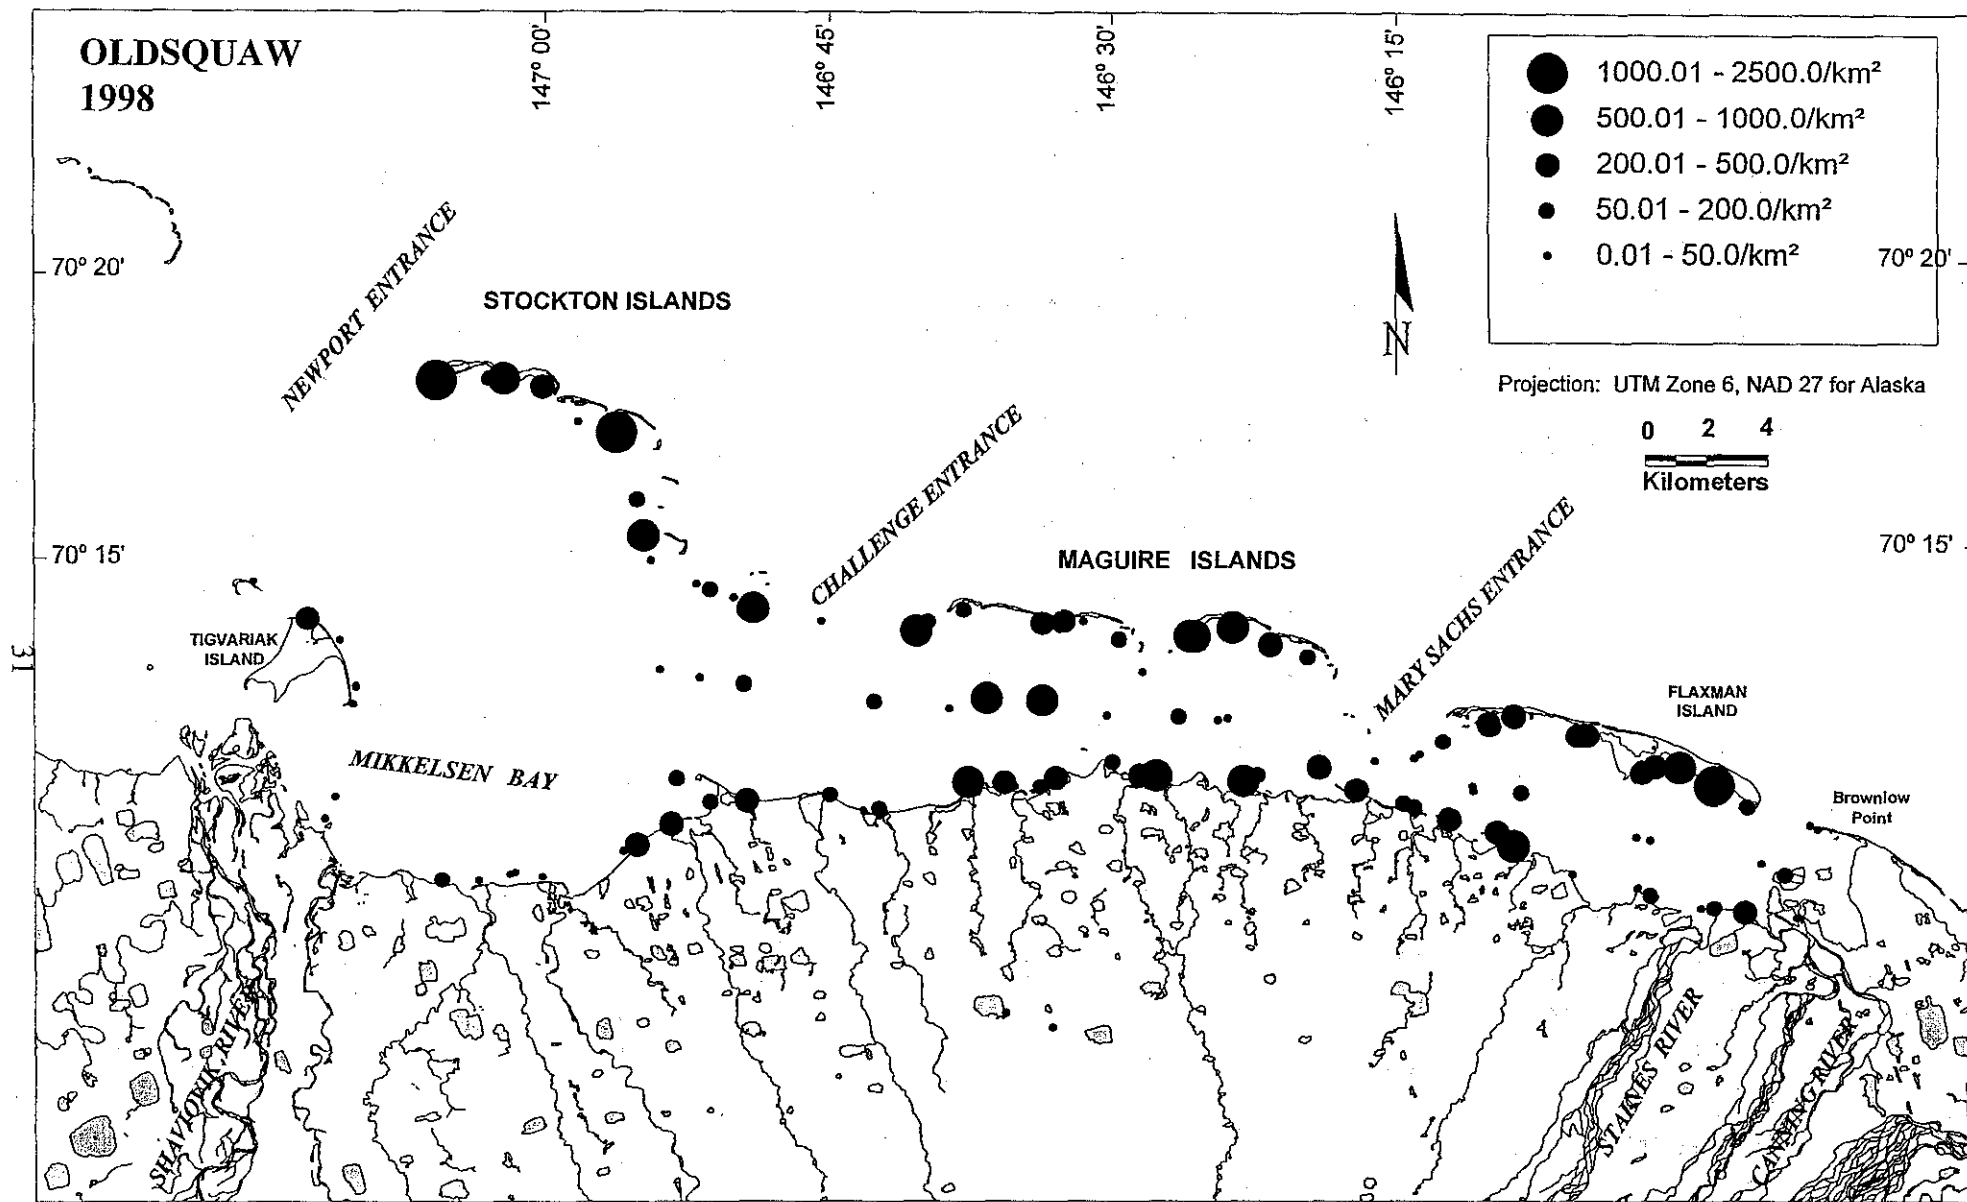 OLDSQUAW
1998
147° 00'
146° 45'
146° 30'
146° 15'
1000.01 - 2500.0/km²
500.01 - 1000.0/km²
200.01 - 500.0/km²
50.01 - 200.0/km²
0.01 - 50.0/km²
70° 20'
70° 20'
NEWPORT ENTRANCE
STOCKTON ISLANDS
N
Projection: UTM Zone 6, NAD 27 for Alaska
0 2 4
Kilometers
CHALLENGE ENTRANCE
MARY SACHS ENTRANCE
70° 15'
70° 15'
MAGUIRE ISLANDS
TIGVARIAK
ISLAND
31
FLAXMAN
ISLAND
MIKKELSEN BAY
Brownlow
Point
SHAVIOVIK RIVER
STAINES RIVER
CANNING RIVER